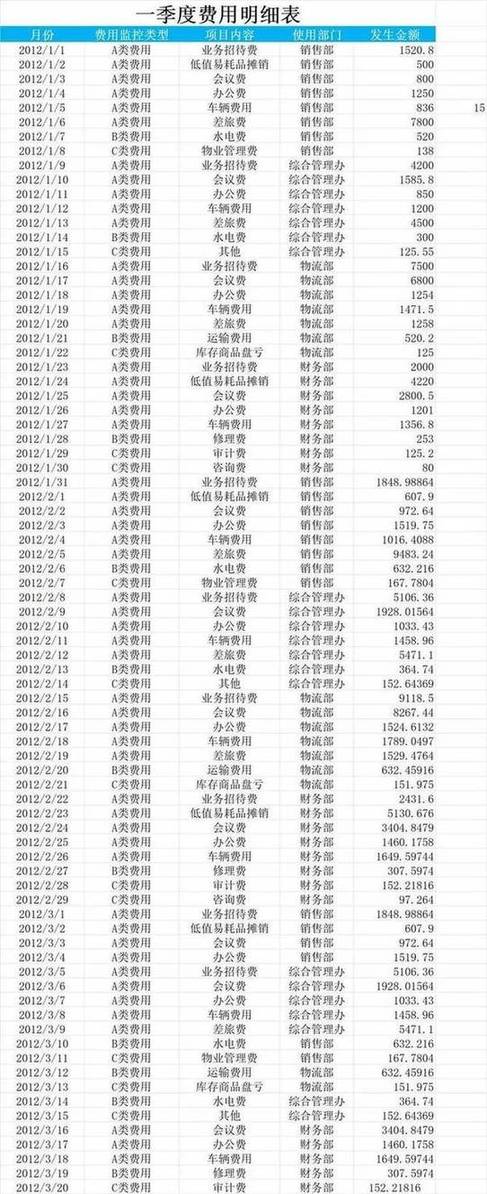 一季度费用明细表
月份 费用监控类型 项目内容 使用部门 发生金额
2012/1/1 A类费用 业务招待费 销售部 1520.8
2012/1/2 A类费用 低值易耗品摊销 销售部 500
2012/1/3 A类费用 会议费 销售部 800
2012/1/4 A类费用 办公费 销售部 1250
2012/1/5 A类费用 车辆费用 销售部 836 15
2012/1/6 A类费用 差旅费 销售部 7800
2012/1/7 B类费用 水电费 销售部 520
2012/1/8 C类费用 物业管理费 销售部 138
2012/1/9 A类费用 业务招待费 综合管理办 4200
2012/1/10 A类费用 会议费 综合管理办 1585.8
2012/1/11 A类费用 办公费 综合管理办 850
2012/1/12 A类费用 车辆费用 综合管理办 1200
2012/1/13 A类费用 差旅费 综合管理办 4500
2012/1/14 B类费用 水电费 综合管理办 300
2012/1/15 C类费用 其他 综合管理办 125.55
2012/1/16 A类费用 业务招待费 物流部 7500
2012/1/17 A类费用 会议费 物流部 6800
2012/1/18 A类费用 办公费 物流部 1254
2012/1/19 A类费用 车辆费用 物流部 1471.5
2012/1/20 A类费用 差旅费 物流部 1258
2012/1/21 B类费用 运输费用 物流部 520.2
2012/1/22 C类费用 库存商品盘亏 物流部 125
2012/1/23 A类费用 业务招待费 财务部 2000
2012/1/24 A类费用 低值易耗品摊销 财务部 4220
2012/1/25 A类费用 会议费 财务部 2800.5
2012/1/26 A类费用 办公费 财务部 1201
2012/1/27 A类费用 车辆费用 财务部 1356.8
2012/1/28 B类费用 修理费 财务部 253
2012/1/29 C类费用 审计费 财务部 125.2
2012/1/30 C类费用 咨询费 财务部 80
2012/1/31 A类费用 业务招待费 销售部 1848.98864
2012/2/1 A类费用 低值易耗品摊销 销售部 607.9
2012/2/2 A类费用 会议费 销售部 972.64
2012/2/3 A类费用 办公费 销售部 1519.75
2012/2/4 A类费用 车辆费用 销售部 1016.4088
2012/2/5 A类费用 差旅费 销售部 9483.24
2012/2/6 B类费用 水电费 销售部 632.216
2012/2/7 C类费用 物业管理费 销售部 167.7804
2012/2/8 A类费用 业务招待费 综合管理办 5106.36
2012/2/9 A类费用 会议费 综合管理办 1928.01564
2012/2/10 A类费用 办公费 综合管理办 1033.43
2012/2/11 A类费用 车辆费用 综合管理办 1458.96
2012/2/12 A类费用 差旅费 综合管理办 5471.1
2012/2/13 B类费用 水电费 综合管理办 364.74
2012/2/14 C类费用 其他 综合管理办 152.64369
2012/2/15 A类费用 业务招待费 物流部 9118.5
2012/2/16 A类费用 会议费 物流部 8267.44
2012/2/17 A类费用 办公费 物流部 1524.6132
2012/2/18 A类费用 车辆费用 物流部 1789.0497
2012/2/19 A类费用 差旅费 物流部 1529.4764
2012/2/20 B类费用 运输费用 物流部 632.45916
2012/2/21 C类费用 库存商品盘亏 物流部 151.975
2012/2/22 A类费用 业务招待费 财务部 2431.6
2012/2/23 A类费用 低值易耗品摊销 财务部 5130.676
2012/2/24 A类费用 会议费 财务部 3404.8479
2012/2/25 A类费用 办公费 财务部 1460.1758
2012/2/26 A类费用 车辆费用 财务部 1649.59744
2012/2/27 B类费用 修理费 财务部 307.5974
2012/2/28 C类费用 审计费 财务部 152.21816
2012/2/29 C类费用 咨询费 财务部 97.264
2012/3/1 A类费用 业务招待费 销售部 1848.98864
2012/3/2 A类费用 低值易耗品摊销 销售部 607.9
2012/3/3 A类费用 会议费 销售部 972.64
2012/3/4 A类费用 办公费 销售部 1519.75
2012/3/5 A类费用 业务招待费 综合管理办 5106.36
2012/3/6 A类费用 会议费 综合管理办 1928.01564
2012/3/7 A类费用 办公费 综合管理办 1033.43
2012/3/8 A类费用 车辆费用 综合管理办 1458.96
2012/3/9 A类费用 差旅费 综合管理办 5471.1
2012/3/10 B类费用 水电费 销售部 632.216
2012/3/11 C类费用 物业管理费 销售部 167.7804
2012/3/12 B类费用 运输费用 物流部 632.45916
2012/3/13 C类费用 库存商品盘亏 物流部 151.975
2012/3/14 B类费用 水电费 综合管理办 364.74
2012/3/15 C类费用 其他 综合管理办 152.64369
2012/3/16 A类费用 会议费 财务部 3404.8479
2012/3/17 A类费用 办公费 财务部 1460.1758
2012/3/18 A类费用 车辆费用 财务部 1649.59744
2012/3/19 B类费用 修理费 财务部 307.5974
2012/3/20 C类费用 审计费 财务部 152.21816